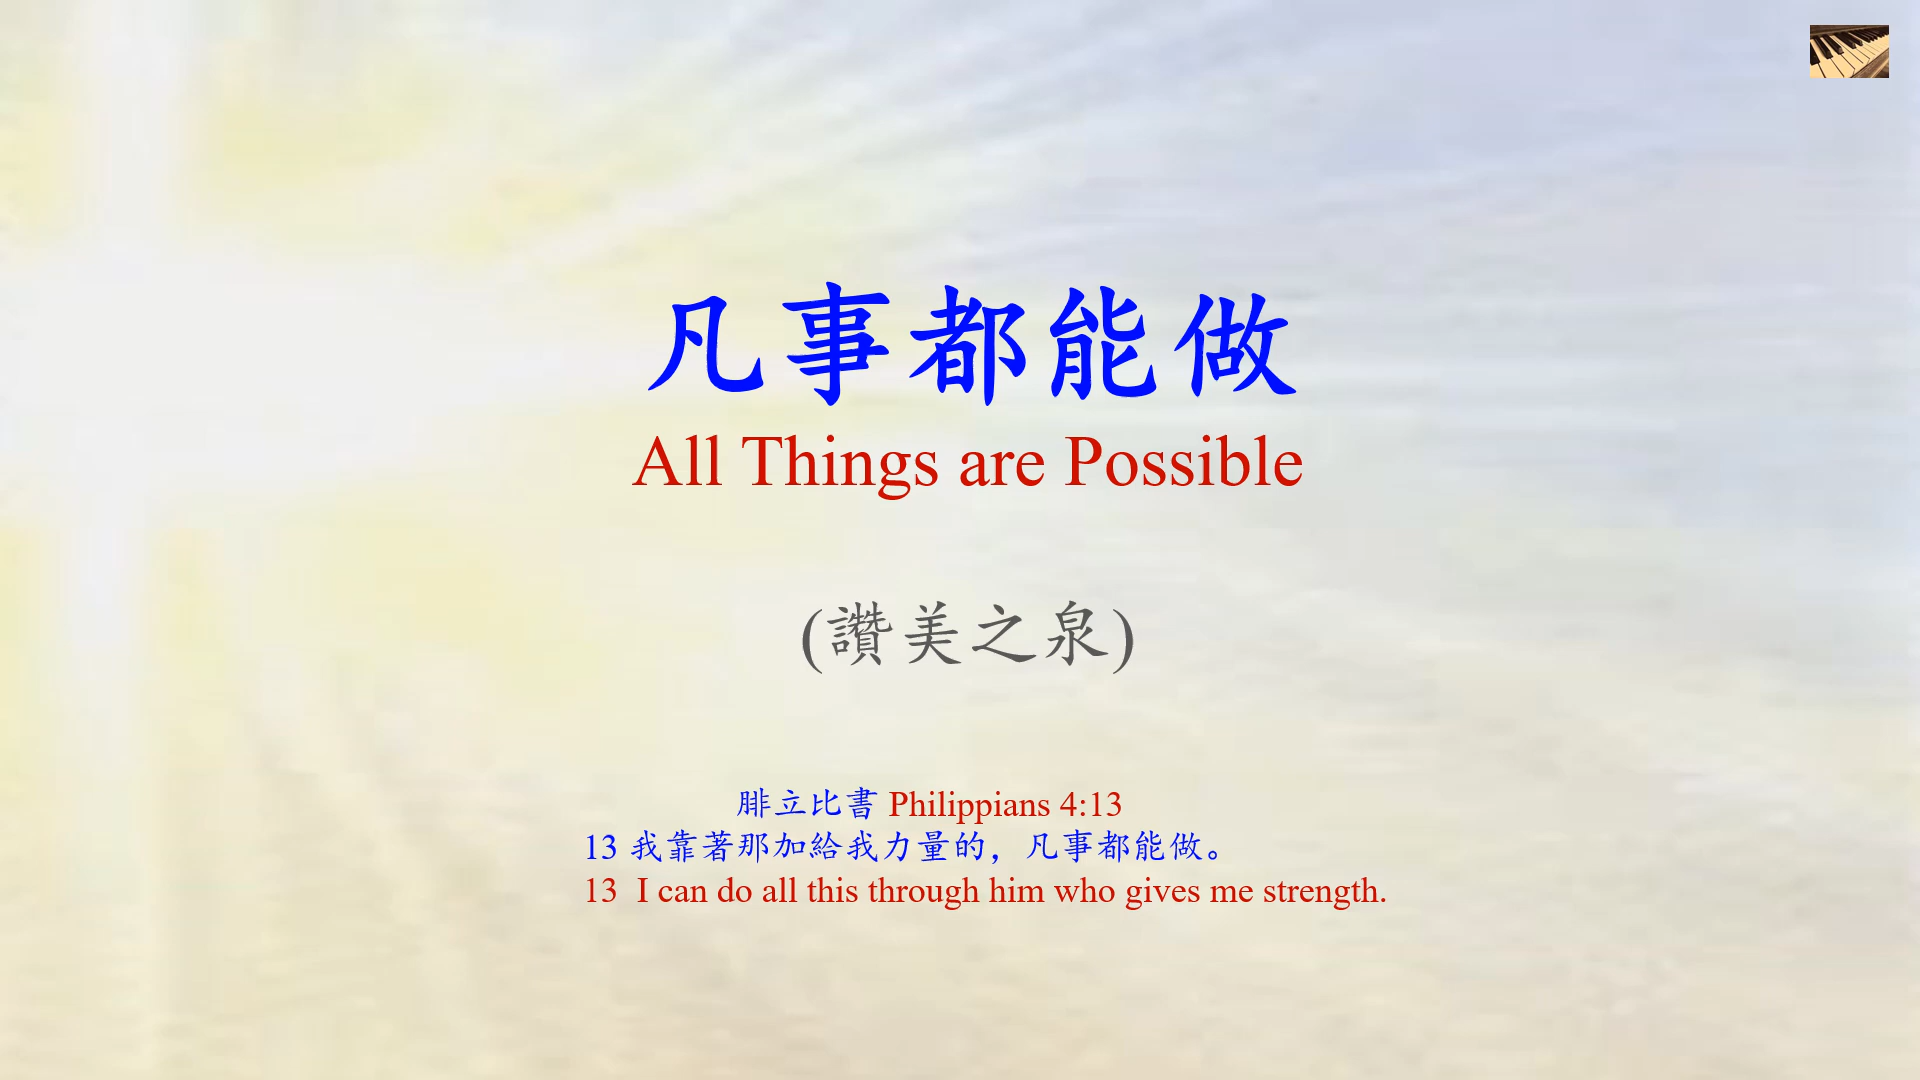 凡事都能做
All Things are Possible
(讚美之泉)
腓立比書 Philippians 4:13
13 我靠著那加給我力量的，凡事都能做。
13 I can do all this through him who gives me strength.